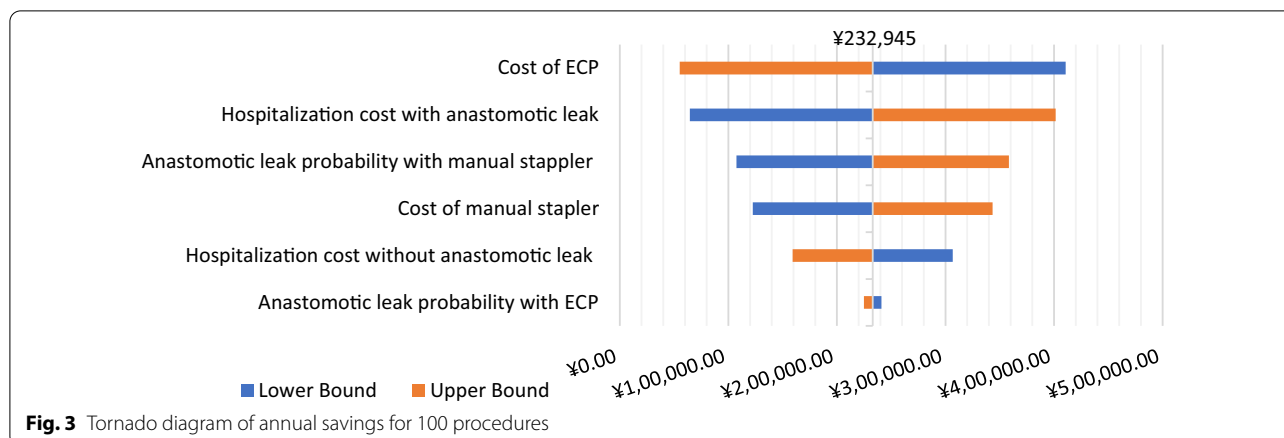 ¥232,945
Cost of ECP
Hospitalization cost with anastomotic leak
Anastomotic leak probability with manual stappler
Cost of manual stapler
Hospitalization cost without anastomotic leak
Anastomotic leak probability with ECP
¥0.00
¥1,00,000.00
¥2,00,000.00
¥3,00,000.00
¥4,00,000.00
¥5,00,000.00
Lower Bound Upper Bound
Fig. 3 Tornado diagram of annual savings for 100 procedures